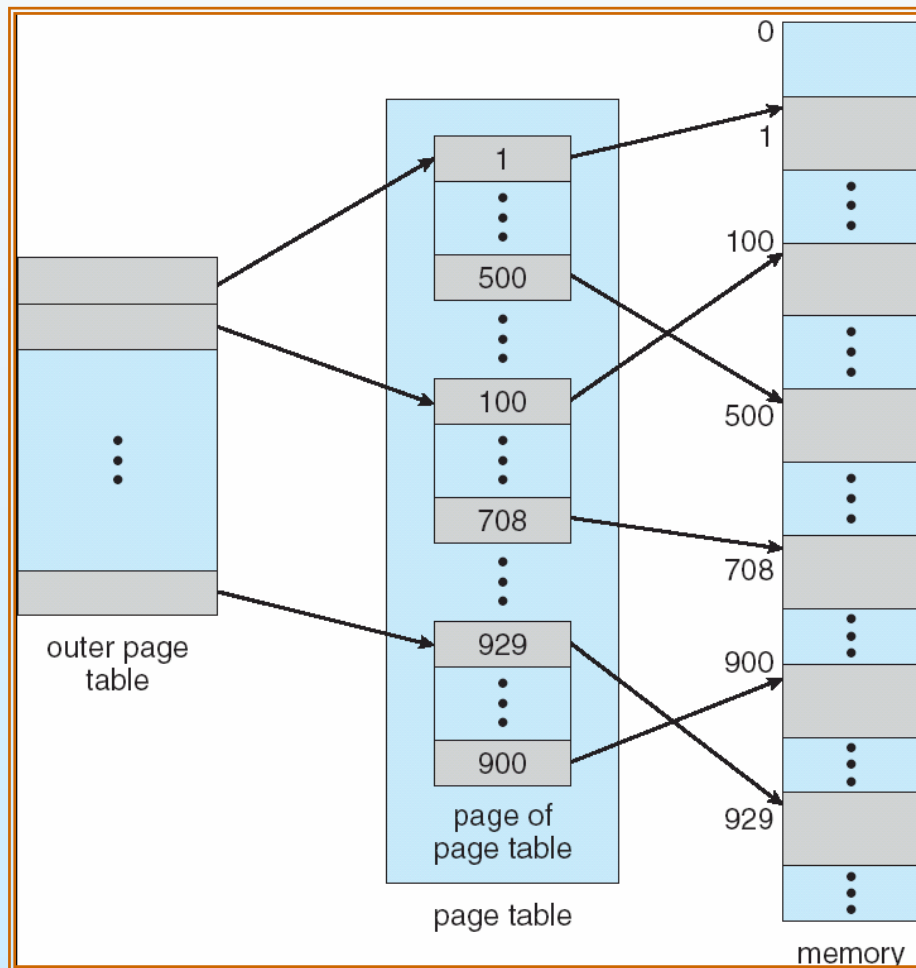 outer page
table
1
500
100
708
929
900
page of
page table
page table
0
1
100
500
708
900
929
memory